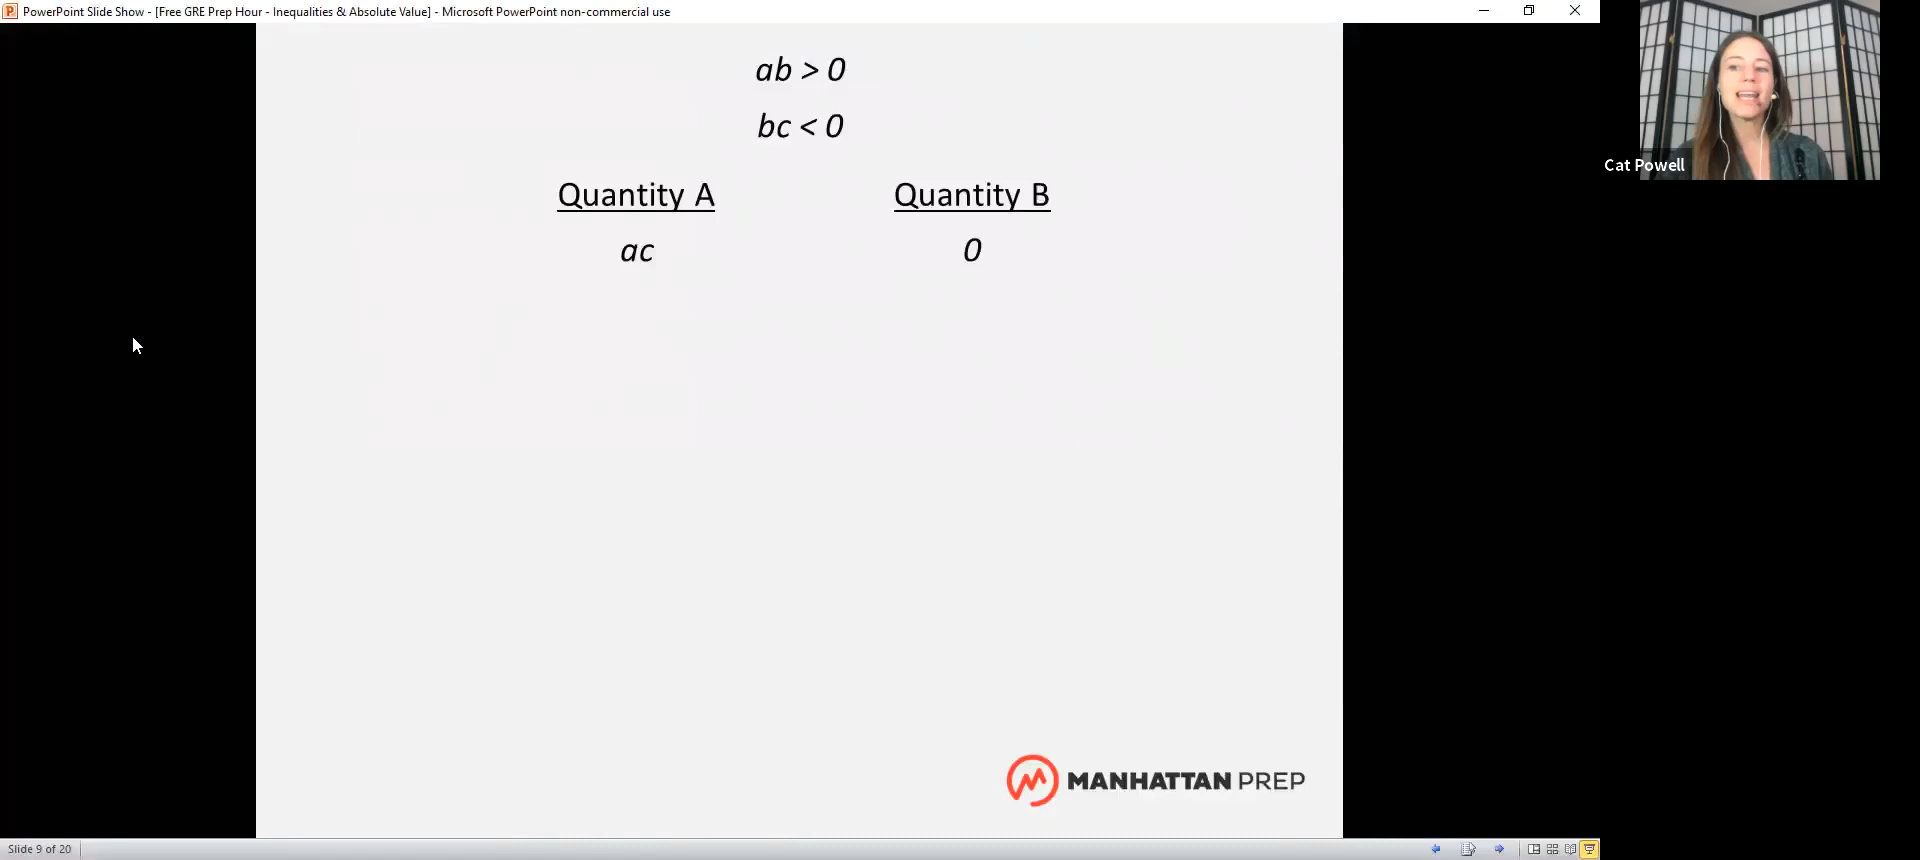 PowerPoint Slide Show - [Free GRE Prep Hour - Inequalities & Absolute Value] - Microsoft PowerPoint non-commercial use
ab > 0
bc < 0
Quantity A Quantity B
ac 0
Cat Powell
MANHATTAN PREP
Slide 9 of 20